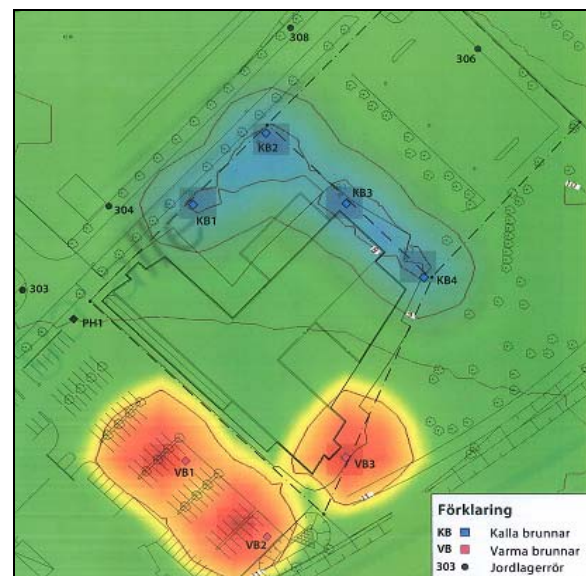 308
306
KB2
KB3
KB1
304
KB4
303
PH1
VB1
VB3
VB2
Förklaring
KB Kalla brunnar
VB Varma brunnar
303 Jordlagerrör